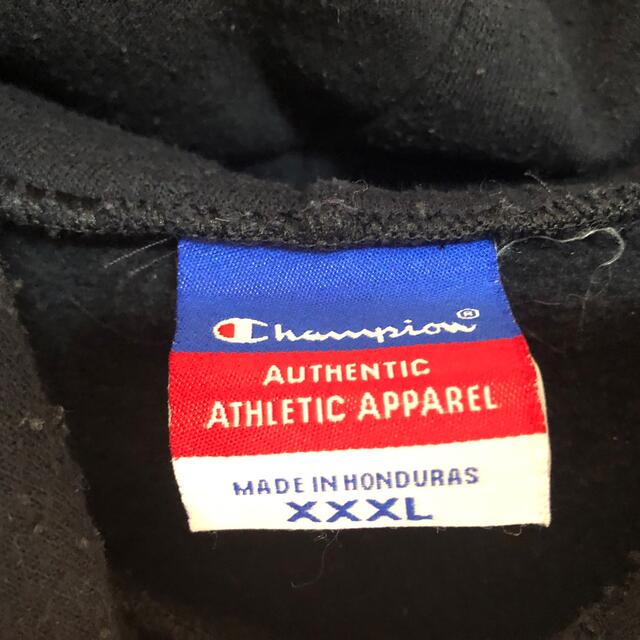 Champion®
AUTHENTIC
ATHLETIC APPAREL
MADE IN HONDURAS
XXXL